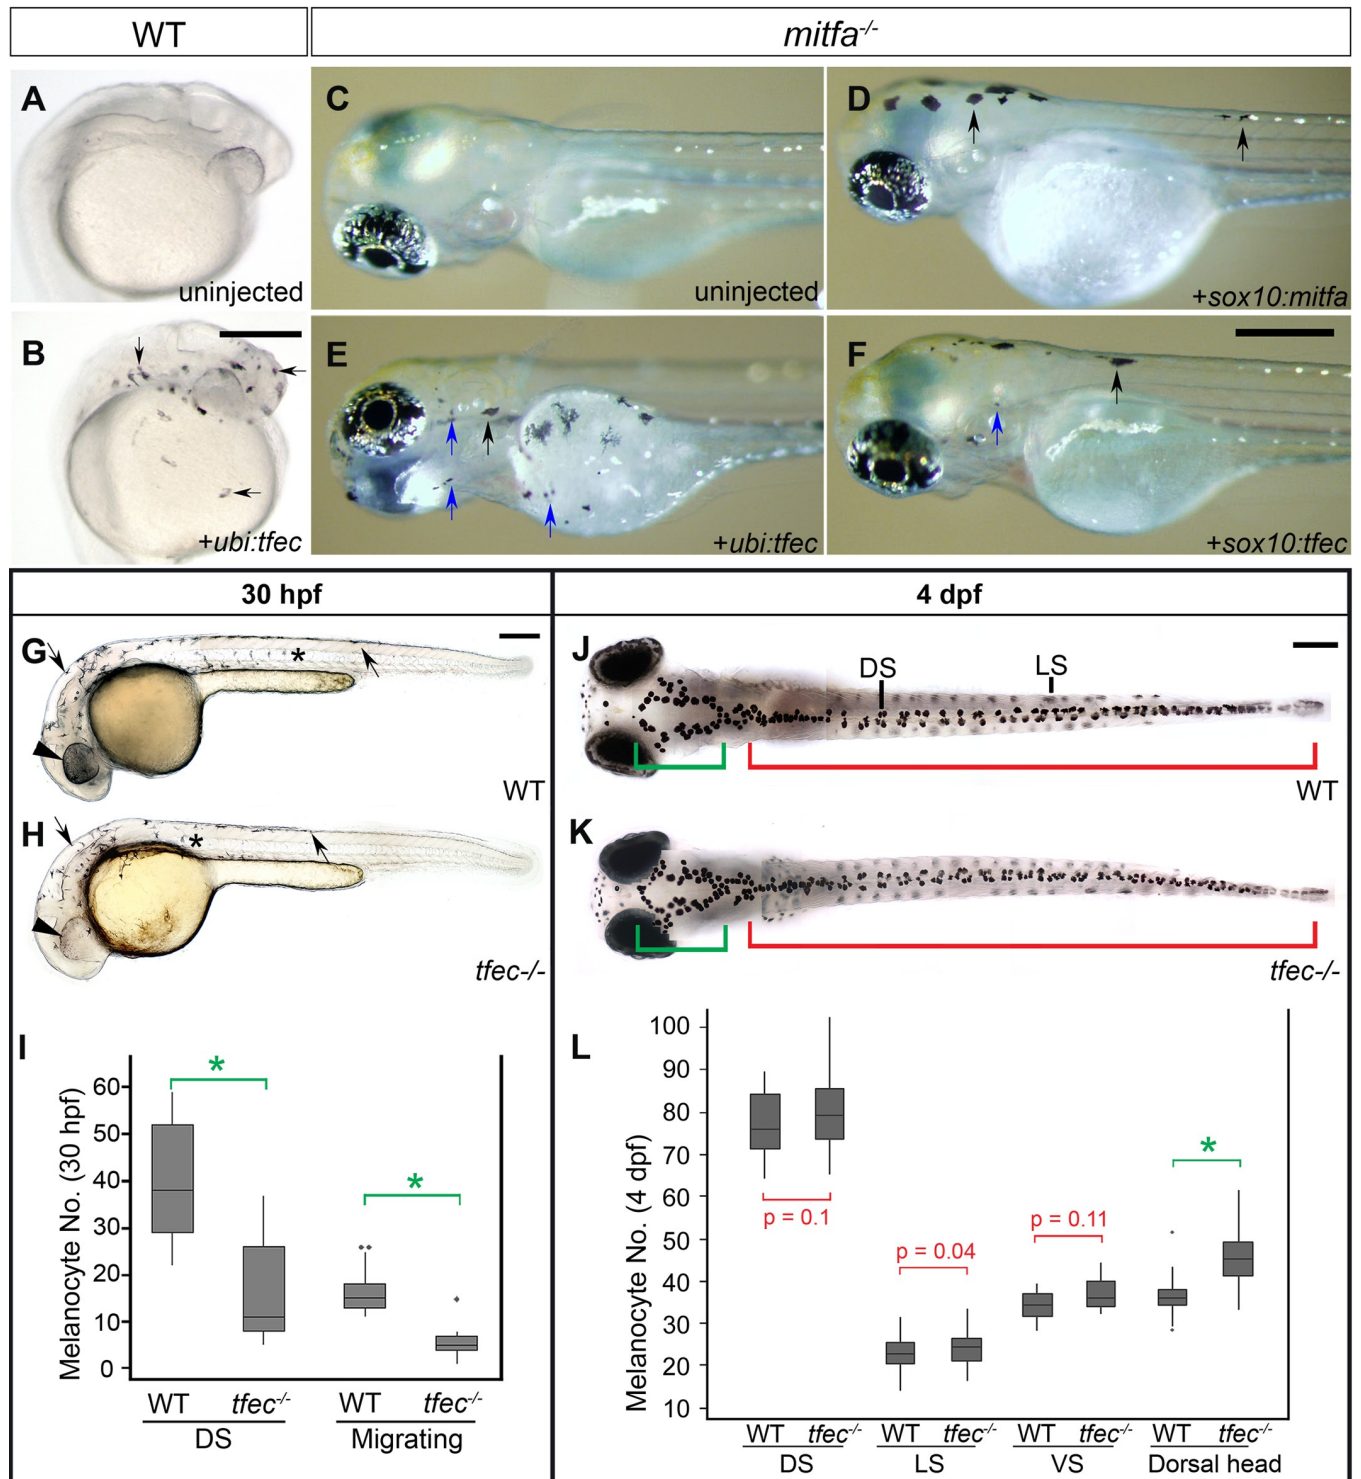 WT
mitfa-/-
A
uninjected
B
+ubi:tfec
C
uninjected
D
+sox10:mitfa
E
+ubi:tfec
F
+sox10:tfec
30 hpf
4 dpf
G
*
WT
H
*
tfec-/-
J
DS
LS
WT
K
tfec-/-
I
Melanocyte No. (30 hpf)
60
50
40
30
20
10
0
*
*
WT
tfec-/-
WT
tfec-/-
DS
Migrating
L
Melanocyte No. (4 dpf)
100
90
80
70
60
50
40
30
20
10
p = 0.1
p = 0.04
p = 0.11
*
WT
tfec-/-
WT
tfec-/-
WT
tfec-/-
WT
tfec-/-
DS
LS
VS
Dorsal head